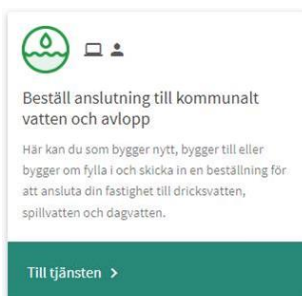 Beställ anslutning till kommunalt
vatten och avlopp
Här kan du som bygger nytt, bygger till eller
bygger om fylla i och skicka in en beställning för
att ansluta din fastighet till dricksvatten,
spillvatten och dagvatten.
Till tjänsten